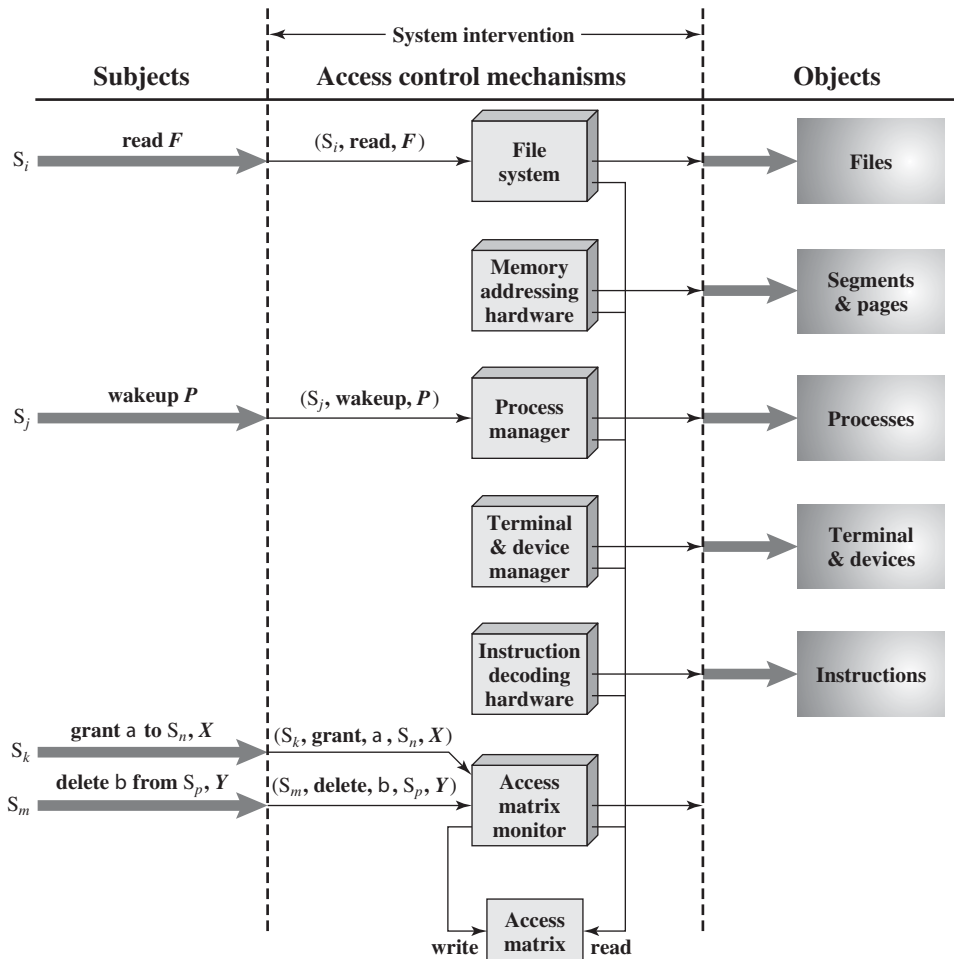 System intervention
Subjects
Access control mechanisms
Objects
Sᵢ
read F
(Sᵢ, read, F)
File
system
Files
Memory
addressing
hardware
Segments
& pages
Sⱼ
wakeup P
(Sⱼ, wakeup, P)
Process
manager
Processes
Terminal
& device
manager
Terminal
& devices
Instruction
decoding
hardware
Instructions
Sₖ
grant a to Sₙ, X
(Sₖ, grant, a , Sₙ, X)
Sₘ
delete b from Sₚ, Y
(Sₘ, delete, b, Sₚ, Y)
Access
matrix
monitor
write
Access
matrix
read